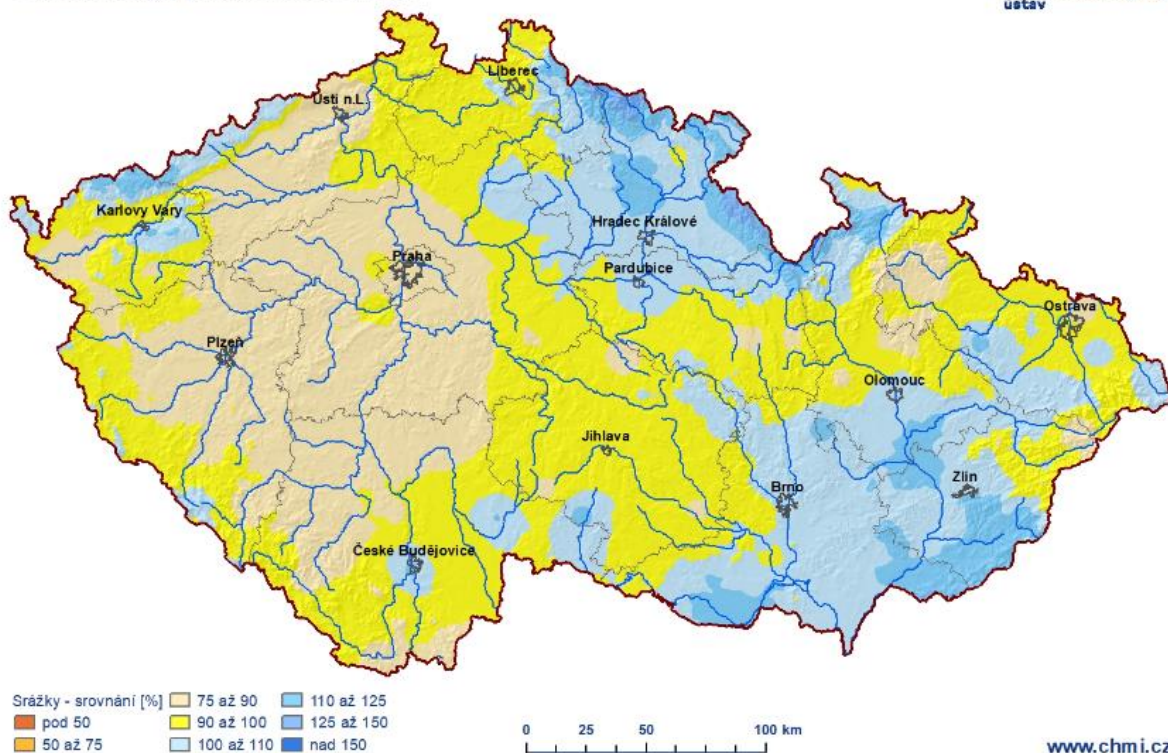 ústav
Liberec
Ústí n.L.
Karlovy Vary
Hradec Králové
Praha
Pardubice
Ostrava
Plzeň
Olomouc
Jihlava
Zlín
Brno
České Budějovice
Srážky - srovnání [%]
75 až 90
110 až 125
pod 50
90 až 100
125 až 150
50 až 75
100 až 110
nad 150
0 25 50 100 km
www.chmi.cz